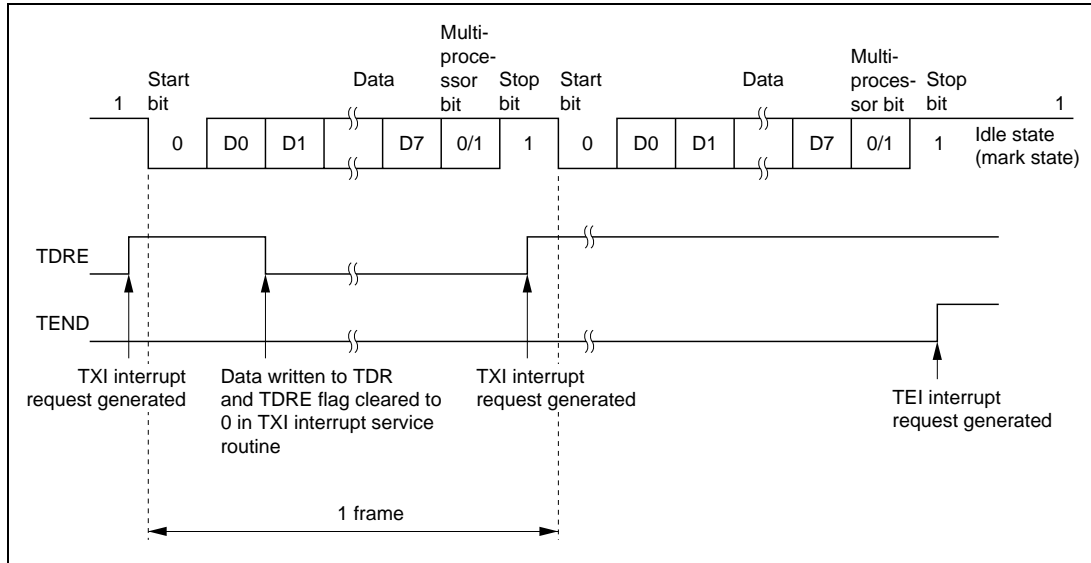 Multi-
proce-
ssor
bit
Start
bit
Data
Stop
bit
Start
bit
Data
Multi-
proces-
sor bit
Stop
bit
1
1
0 D0 D1 D7 0/1 1 0 D0 D1 D7 0/1 1
Idle state
(mark state)
TDRE
TEND
TXI interrupt
request generated
Data written to TDR
and TDRE flag cleared to
0 in TXI interrupt service
routine
TXI interrupt
request generated
TEI interrupt
request generated
1 frame